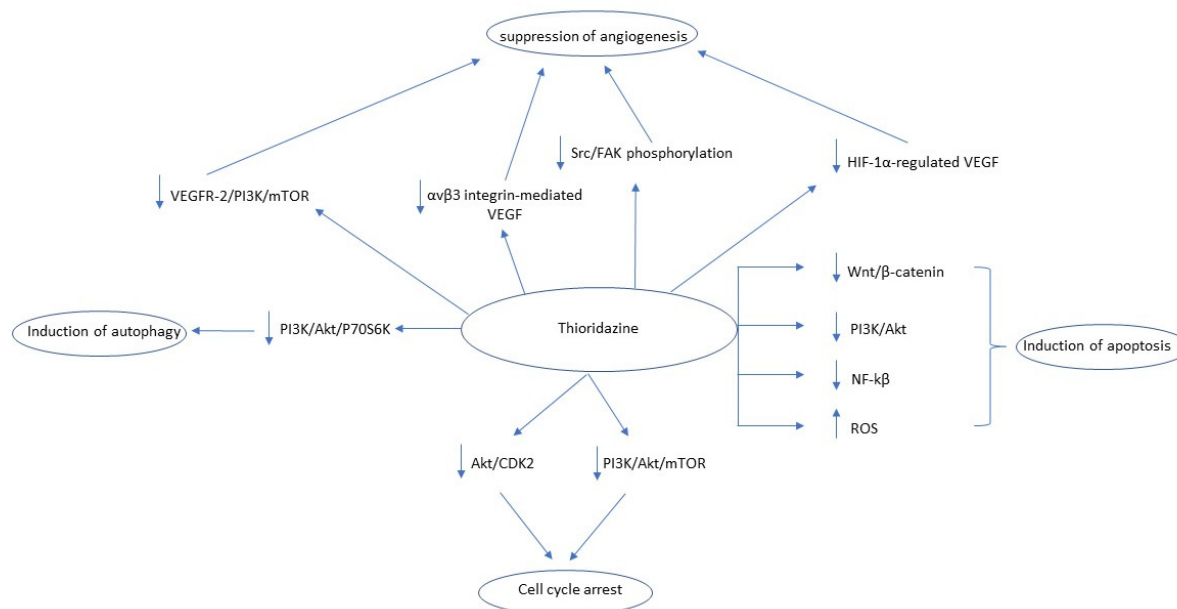 suppression of angiogenesis
Src/FAK phosphorylation
HIF-1α-regulated VEGF
VEGFR-2/PI3K/mTOR
αvβ3 integrin-mediated
VEGF
Wnt/β-catenin
Induction of autophagy
PI3K/Akt/P70S6K
Thioridazine
PI3K/Akt
Induction of apoptosis
NF-kβ
ROS
Akt/CDK2
PI3K/Akt/mTOR
Cell cycle arrest